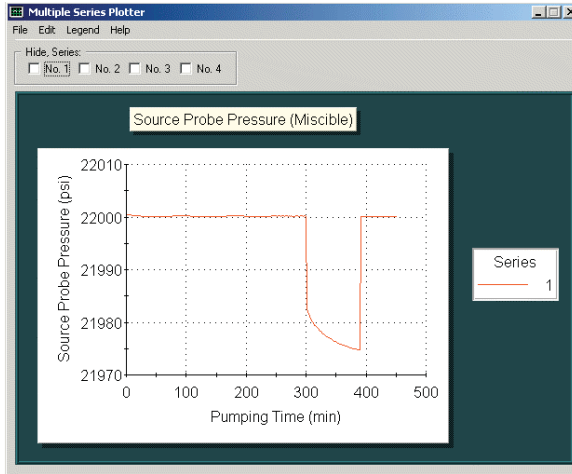 Multiple Series Plotter
File Edit Legend Help
Hide, Series:
No. 1 No. 2 No. 3 No. 4
Source Probe Pressure (Miscible)
Source Probe Pressure (psi)
22010
22000
21990
21980
21970
0 100 200 300 400 500
Pumping Time (min)
Series
1